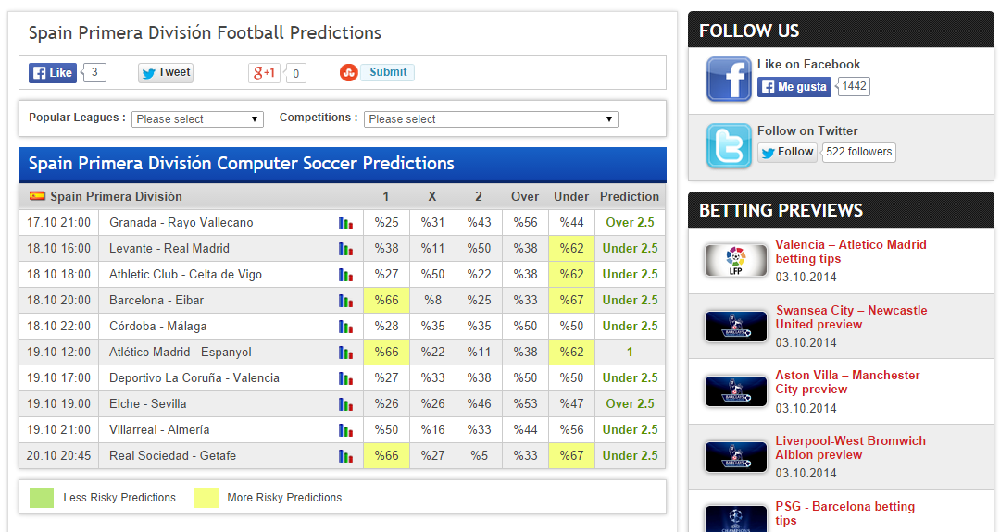 Spain Primera División Football Predictions
Like 3 Tweet g+1 0 Submit
Popular Leagues : Please select Competitions : Please select
Spain Primera División Computer Soccer Predictions
Spain Primera División 1 X 2 Over Under Prediction
17.10 21:00 Granada - Rayo Vallecano %25 %31 %43 %56 %44 Over 2.5
18.10 16:00 Levante - Real Madrid %38 %11 %50 %38 %62 Under 2.5
18.10 18:00 Athletic Club - Celta de Vigo %27 %50 %22 %38 %62 Under 2.5
18.10 20:00 Barcelona - Eibar %66 %8 %25 %33 %67 Under 2.5
18.10 22:00 Córdoba - Málaga %28 %35 %35 %50 %50 Under 2.5
19.10 12:00 Atlético Madrid - Espanyol %66 %22 %11 %38 %62 1
19.10 17:00 Deportivo La Coruña - Valencia %27 %33 %38 %50 %50 Under 2.5
19.10 19:00 Elche - Sevilla %26 %26 %46 %53 %47 Over 2.5
19.10 21:00 Villarreal - Almería %50 %16 %33 %44 %56 Under 2.5
20.10 20:45 Real Sociedad - Getafe %66 %27 %5 %33 %67 Under 2.5
Less Risky Predictions More Risky Predictions
FOLLOW US
Like on Facebook
Me gusta 1442
Follow on Twitter
Follow 522 followers
BETTING PREVIEWS
LFP
Valencia – Atletico Madrid
betting tips
03.10.2014
BARCLAYS
Swansea City – Newcastle
United preview
03.10.2014
BARCLAYS
Aston Villa – Manchester
City preview
03.10.2014
BARCLAYS
Liverpool-West Bromwich
Albion preview
03.10.2014
PSG - Barcelona betting
tips